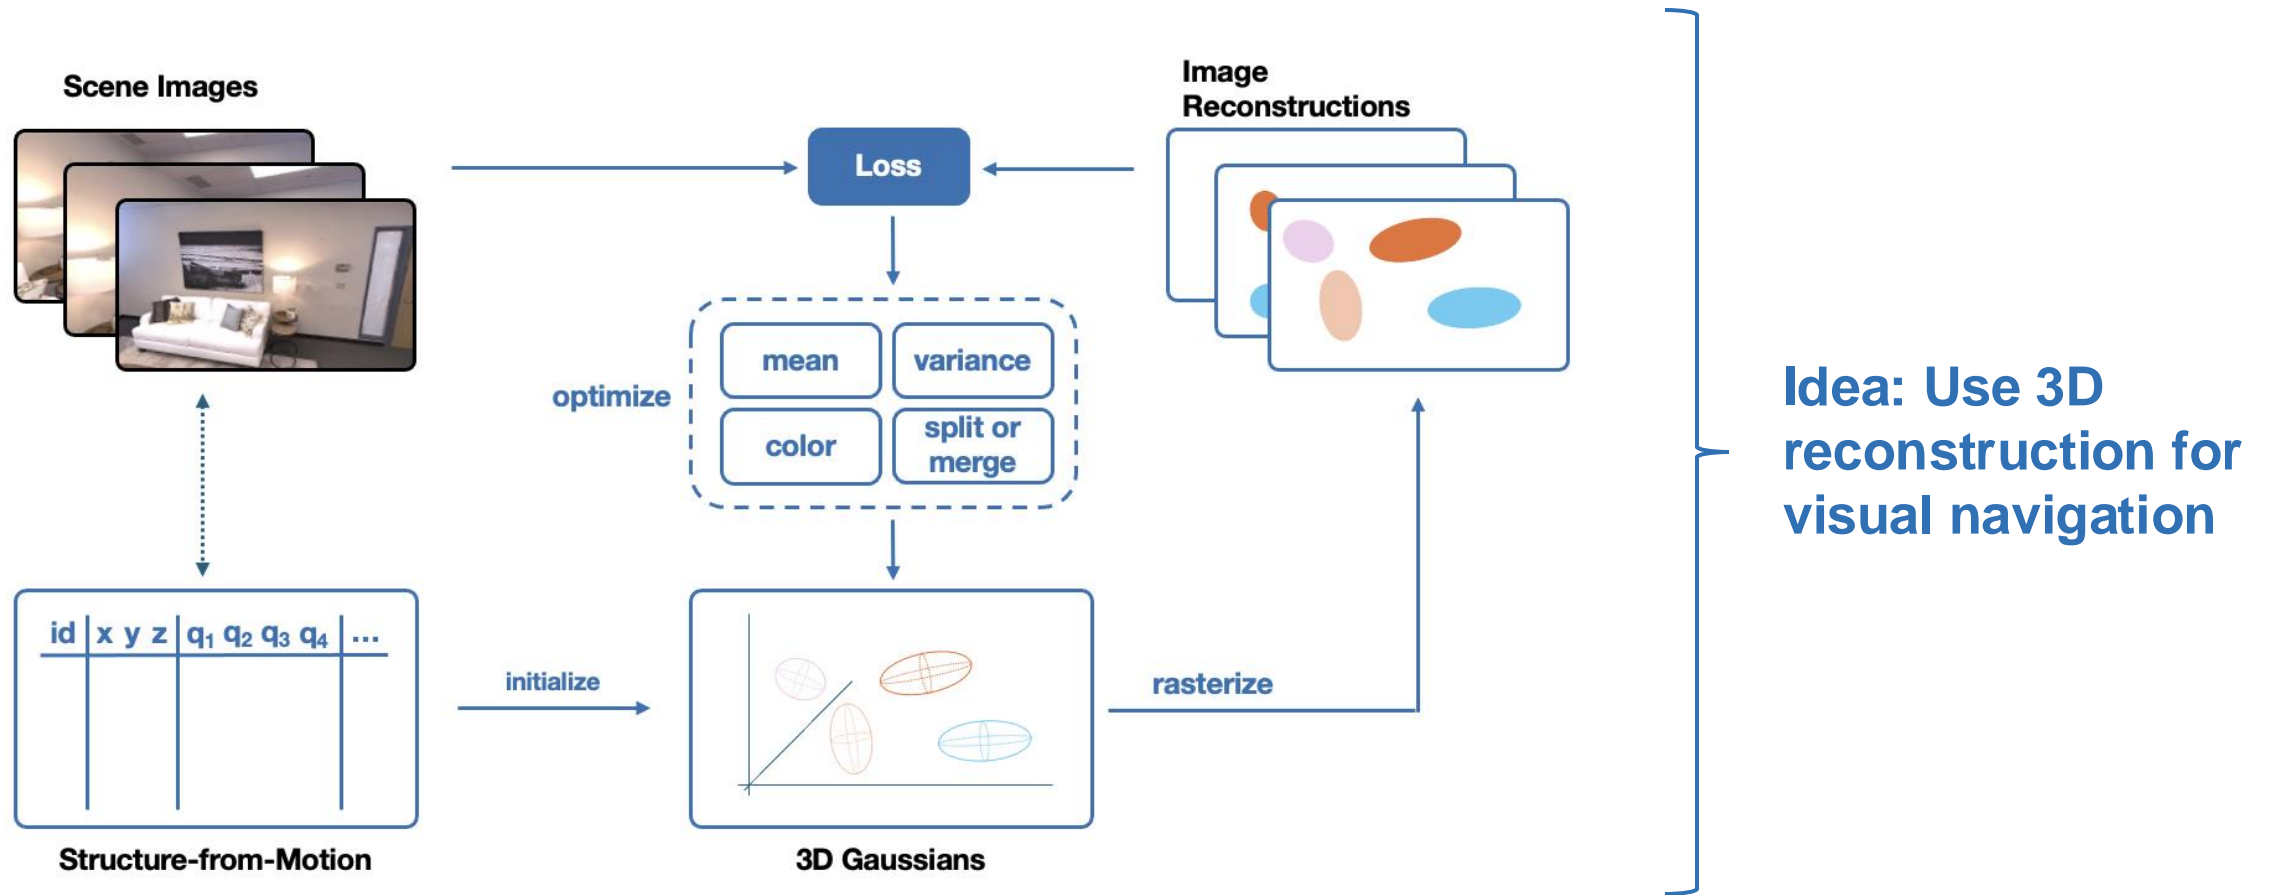 Scene Images
Loss
Image
Reconstructions
optimize
mean
variance
color
split or
merge
id x y z q₁ q₂ q₃ q₄ ...
initialize
rasterize
Structure-from-Motion
3D Gaussians
Idea: Use 3D
reconstruction for
visual navigation